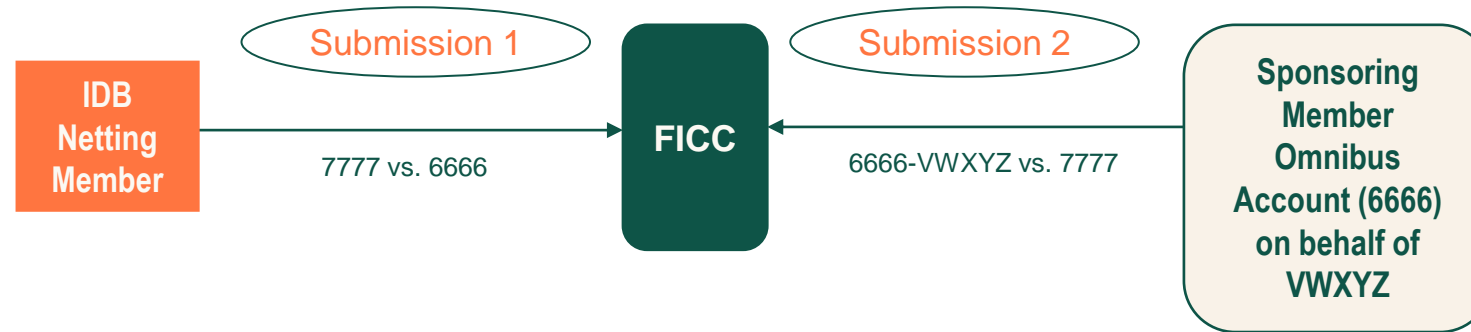 Submission 1
Submission 2
IDB
Netting
Member
7777 vs. 6666
FICC
6666-VWXYZ vs. 7777
Sponsoring
Member
Omnibus
Account (6666)
on behalf of
VWXYZ